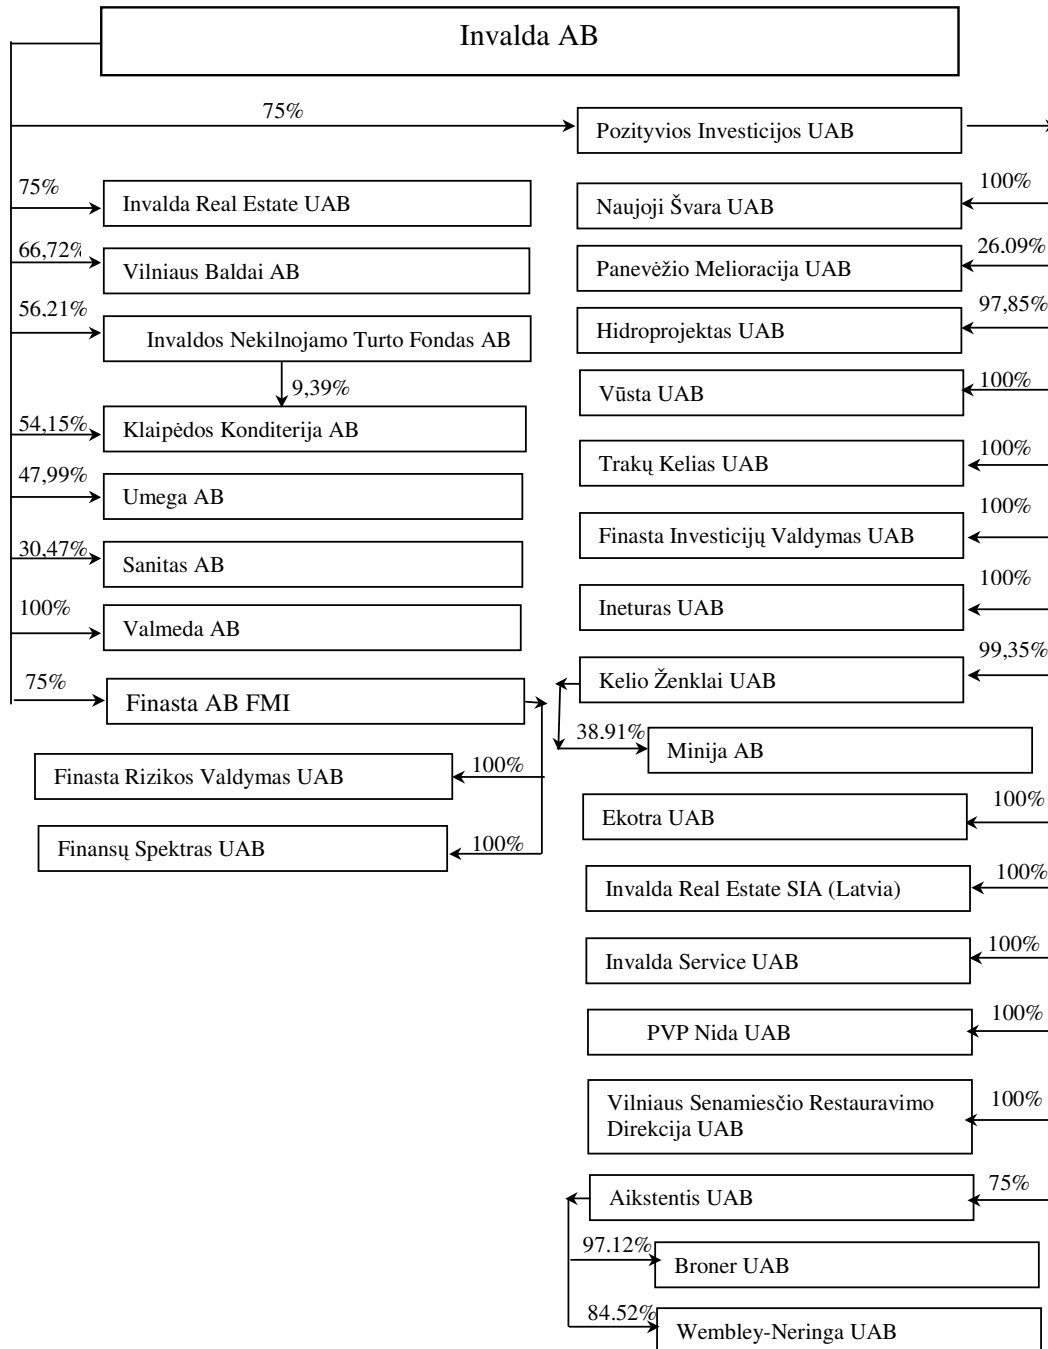 Invalda AB
75%
Pozityvios Investicijos UAB
75%
Invalda Real Estate UAB
100%
Naujoji Švara UAB
66,72%
Vilniaus Baldai AB
26.09%
Panevėžio Melioracija UAB
56,21%
Invaldos Nekilnojamo Turto Fondas AB
97,85%
Hidroprojektas UAB
9,39%
100%
Vūsta UAB
54,15%
Klaipėdos Konditerija AB
100%
Trakų Kelias UAB
47,99%
Umega AB
100%
Finasta Investicijų Valdymas UAB
30,47%
Sanitas AB
100%
Ineturas UAB
100%
Valmeda AB
99,35%
Kelio Ženklai UAB
75%
Finasta AB FMI
38.91%
Minija AB
Finasta Rizikos Valdymas UAB
100%
100%
Ekotra UAB
Finansų Spektras UAB
100%
100%
Invalda Real Estate SIA (Latvia)
100%
Invalda Service UAB
100%
PVP Nida UAB
100%
Vilniaus Senamiesčio Restauravimo
Direkcija UAB
75%
Aikstentis UAB
97.12%
Broner UAB
84.52%
Wembley-Neringa UAB